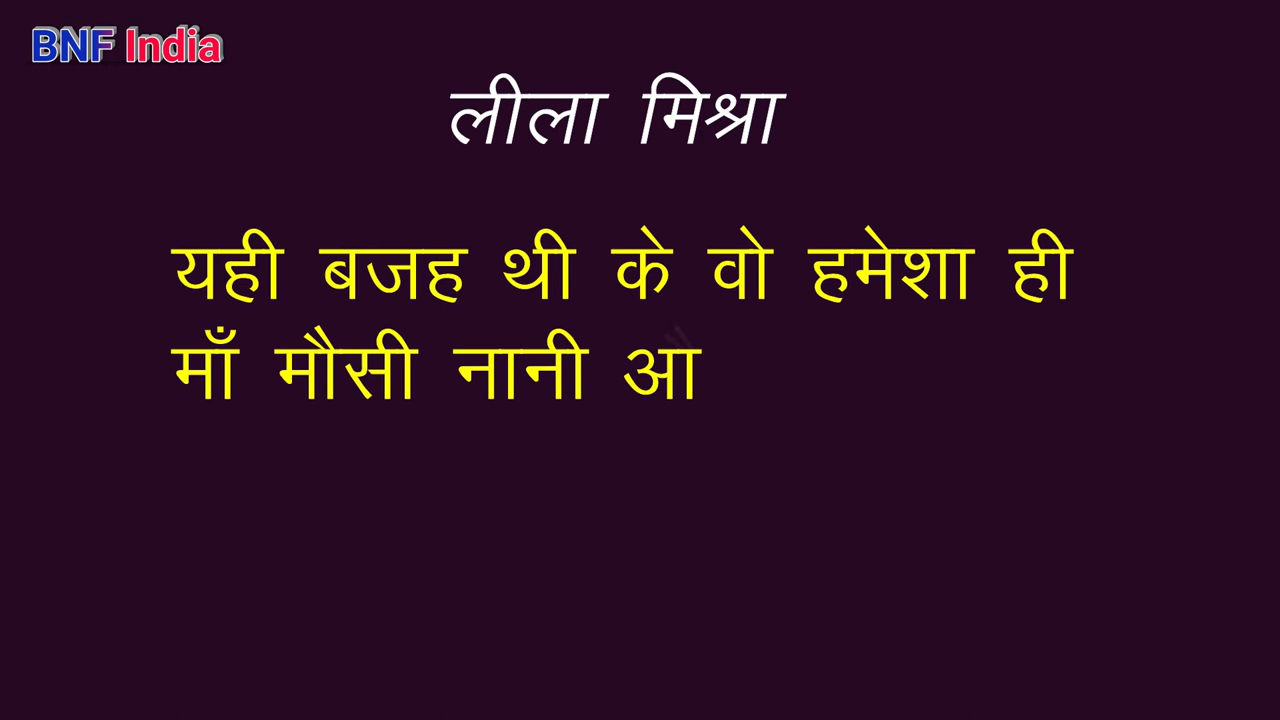 BNF India
लीला मिश्रा
यही बजह थी के वो हमेशा ही
माँ मौसी नानी आ